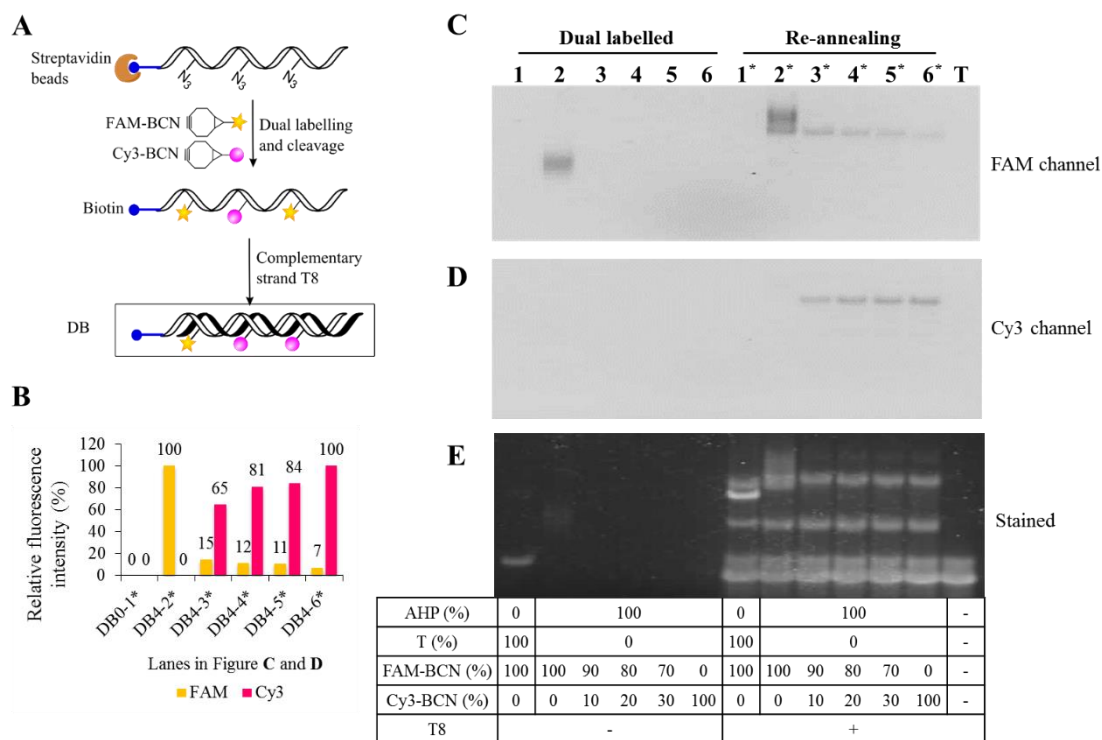 A
Streptavidin
beads
N3 N3 N3
FAM-BCN
Cy3-BCN
Dual labelling
and cleavage
Biotin
Complementary
strand T8
DB
B
Relative fluorescence
intensity (%)
120
100
80
60
40
20
0
0 0
100
0
15
65
12
81
11
84
7
100
DB0-1*
DB4-2*
DB4-3*
DB4-4*
DB4-5*
DB4-6*
Lanes in Figure C and D
FAM Cy3
C
Dual labelled Re-annealing
1 2 3 4 5 6 1* 2* 3* 4* 5* 6* T
FAM channel
D
Cy3 channel
E
Stained
AHP (%) 0 100 0 100 -
T (%) 100 0 100 0 -
FAM-BCN (%) 100 100 90 80 70 0 100 100 90 80 70 0 -
Cy3-BCN (%) 0 0 10 20 30 100 0 0 10 20 30 100 -
T8 - +